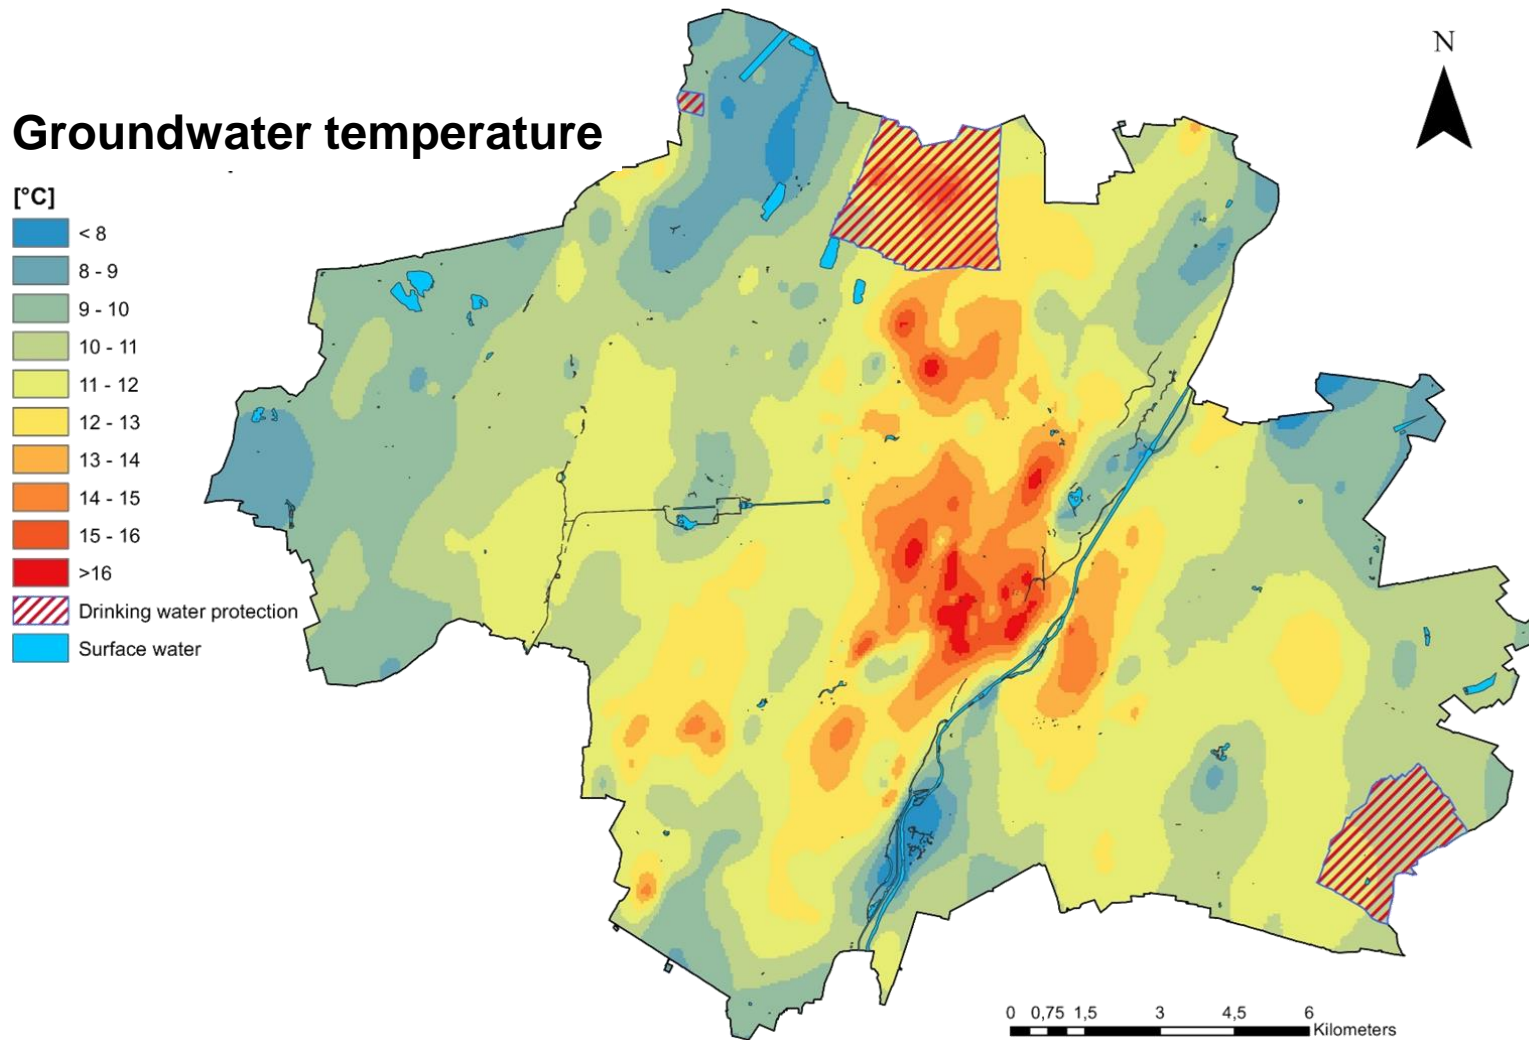 N
Groundwater temperature
[°C]
< 8
8 - 9
9 - 10
10 - 11
11 - 12
12 - 13
13 - 14
14 - 15
15 - 16
>16
Drinking water protection
Surface water
0 0,75 1,5 3 4,5 6
Kilometers